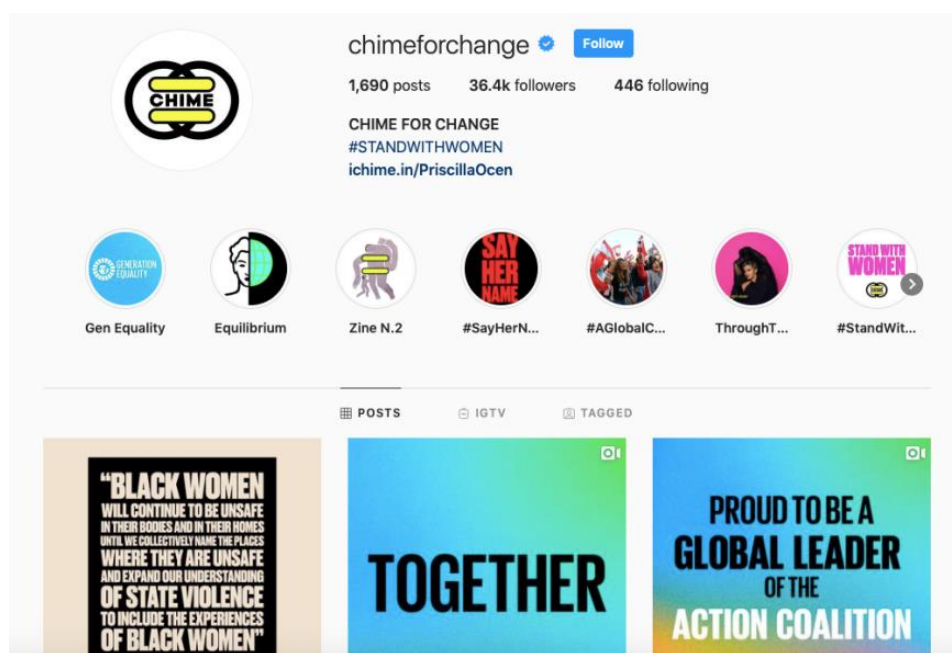 chimeforchange Follow
1,690 posts 36.4k followers 446 following
CHIME FOR CHANGE
#STANDWITHWOMEN
ichime.in/PriscillaOcen
CHIME
GENERATION
EQUALITY
SAY
HER
NAME
STAND WITH
WOMEN
CHIME
Gen Equality Equilibrium Zine N.2 #SayHerN... #AGlobalC... ThroughT... #StandWit...
POSTS IGTV TAGGED
“BLACK WOMEN
WILL CONTINUE TO BE UNSAFE
IN THEIR BODIES AND IN THEIR HOMES
UNTIL WE COLLECTIVELY NAME THE PLACES
WHERE THEY ARE UNSAFE
AND EXPAND OUR UNDERSTANDING
OF STATE VIOLENCE
TO INCLUDE THE EXPERIENCES
OF BLACK WOMEN”
TOGETHER
PROUD TO BE A
GLOBAL LEADER
OF THE
ACTION COALITION